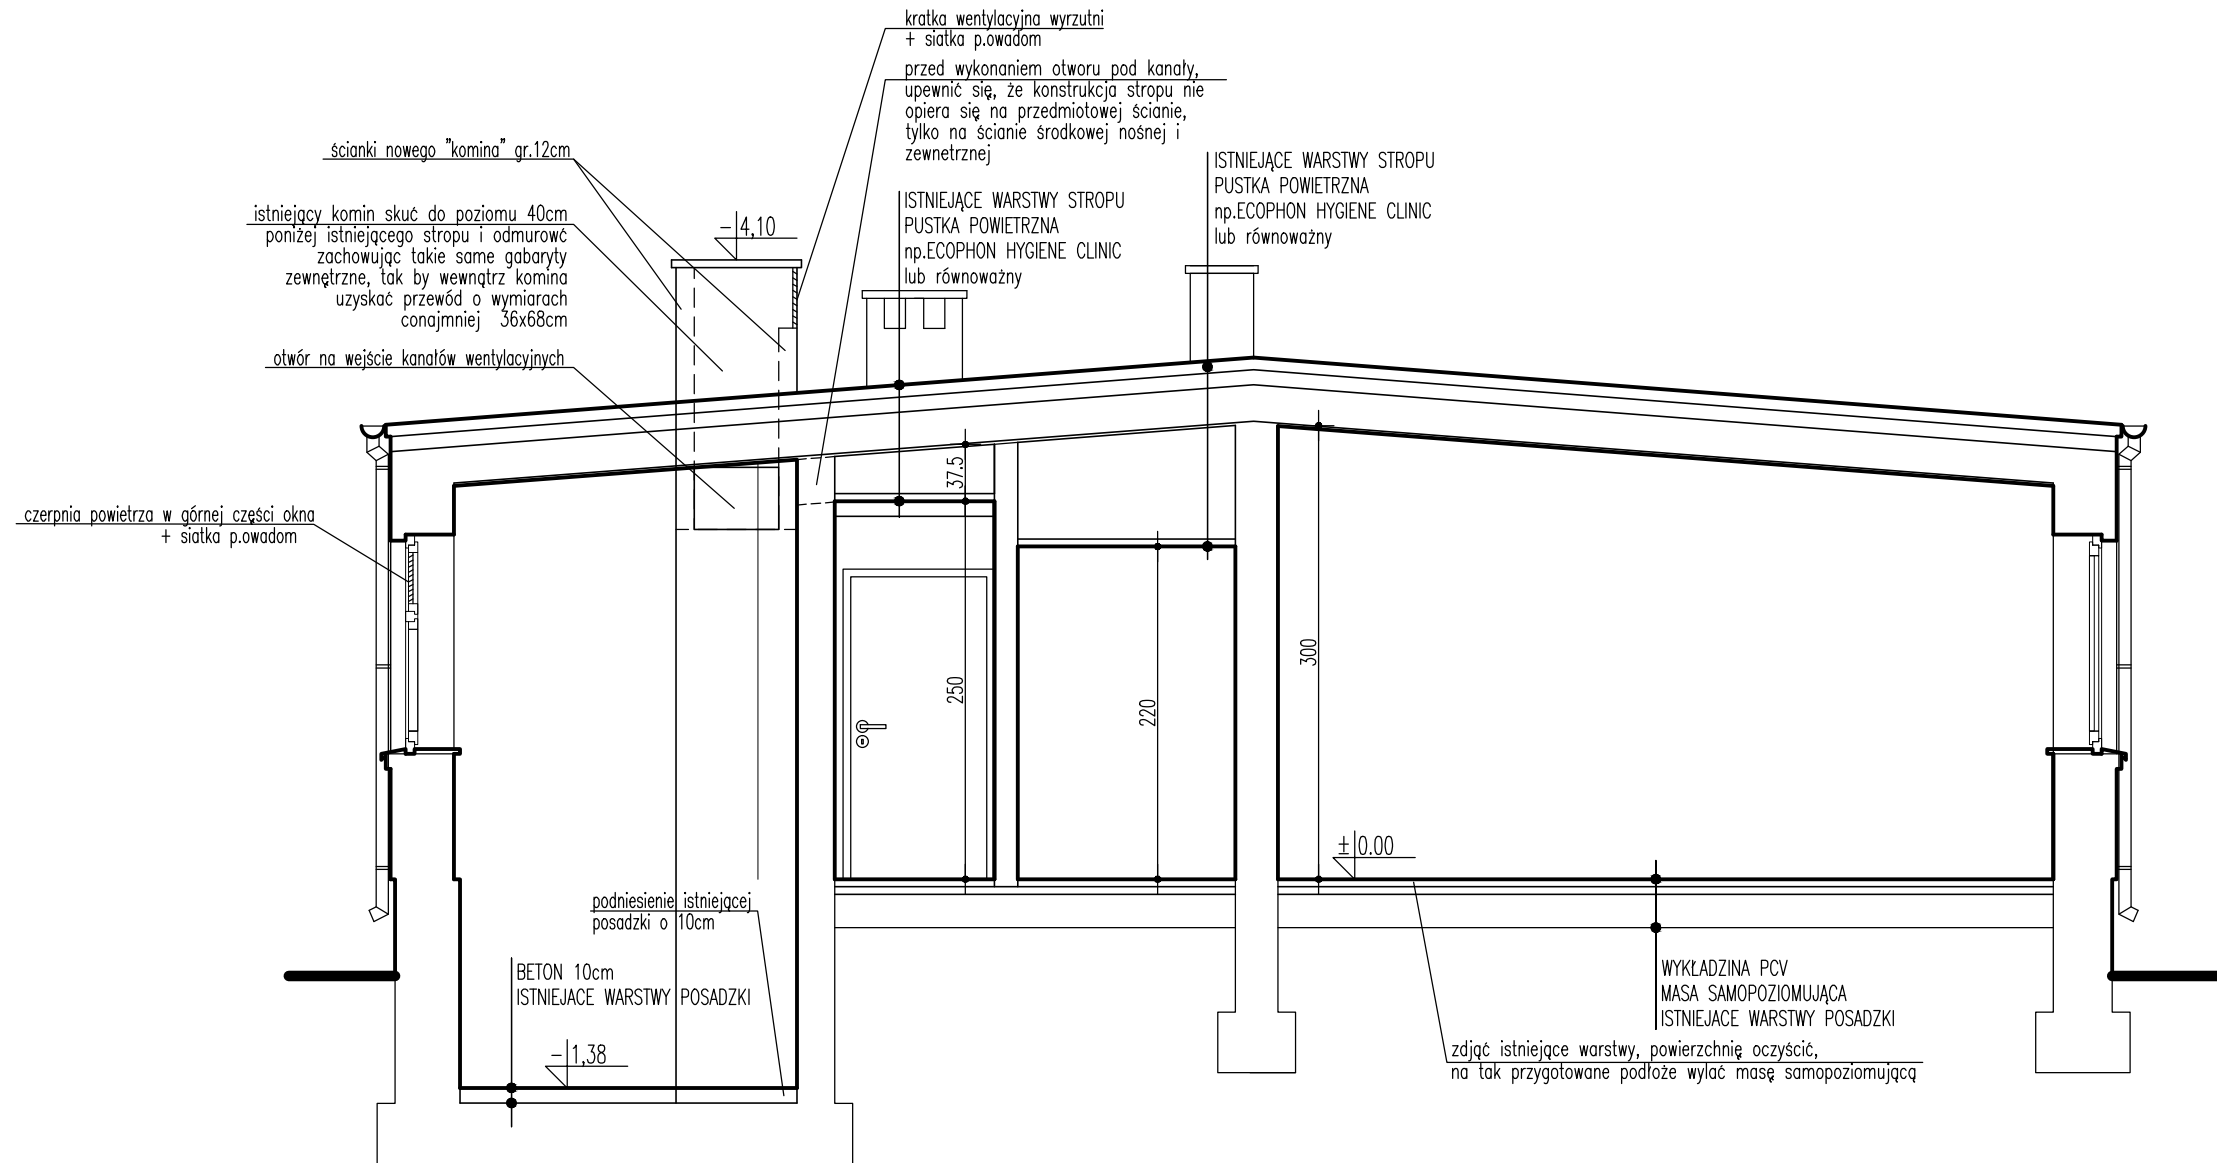 kratka wentylacyjna wyrzutni
+ siatka p.owadom
przed wykonaniem otworu pod kanały,
upewnić się, że konstrukcja stropu nie
opiera się na przedmiotowej ścianie,
tylko na ścianie środkowej nośnej i
zewnetrznej
ścianki nowego "komina" gr.12cm
ISTNIEJĄCE WARSTWY STROPU
PUSTKA POWIETRZNA
np.ECOPHON HYGIENE CLINIC
lub równoważny
ISTNIEJĄCE WARSTWY STROPU
PUSTKA POWIETRZNA
np.ECOPHON HYGIENE CLINIC
lub równoważny
istniejący komin skuć do poziomu 40cm
poniżej istniejącego stropu i odmurowć
zachowując takie same gabaryty
zewnętrzne, tak by wewnątrz komina
uzyskać przewód o wymiarach
conajmniej 36x68cm
-4,10
otwór na wejście kanałów wentylacyjnych
37.5
czerpnia powietrza w górnej części okna
+ siatka p.owadom
250
220
300
±0.00
podniesienie istniejącej
posadzki o 10cm
BETON 10cm
ISTNIEJACE WARSTWY POSADZKI
-1,38
WYKŁADZINA PCV
MASA SAMOPOZIOMUJĄCA
ISTNIEJACE WARSTWY POSADZKI
zdjąć istniejące warstwy, powierzchnię oczyścić,
na tak przygotowane podłoże wylać masę samopoziomującą